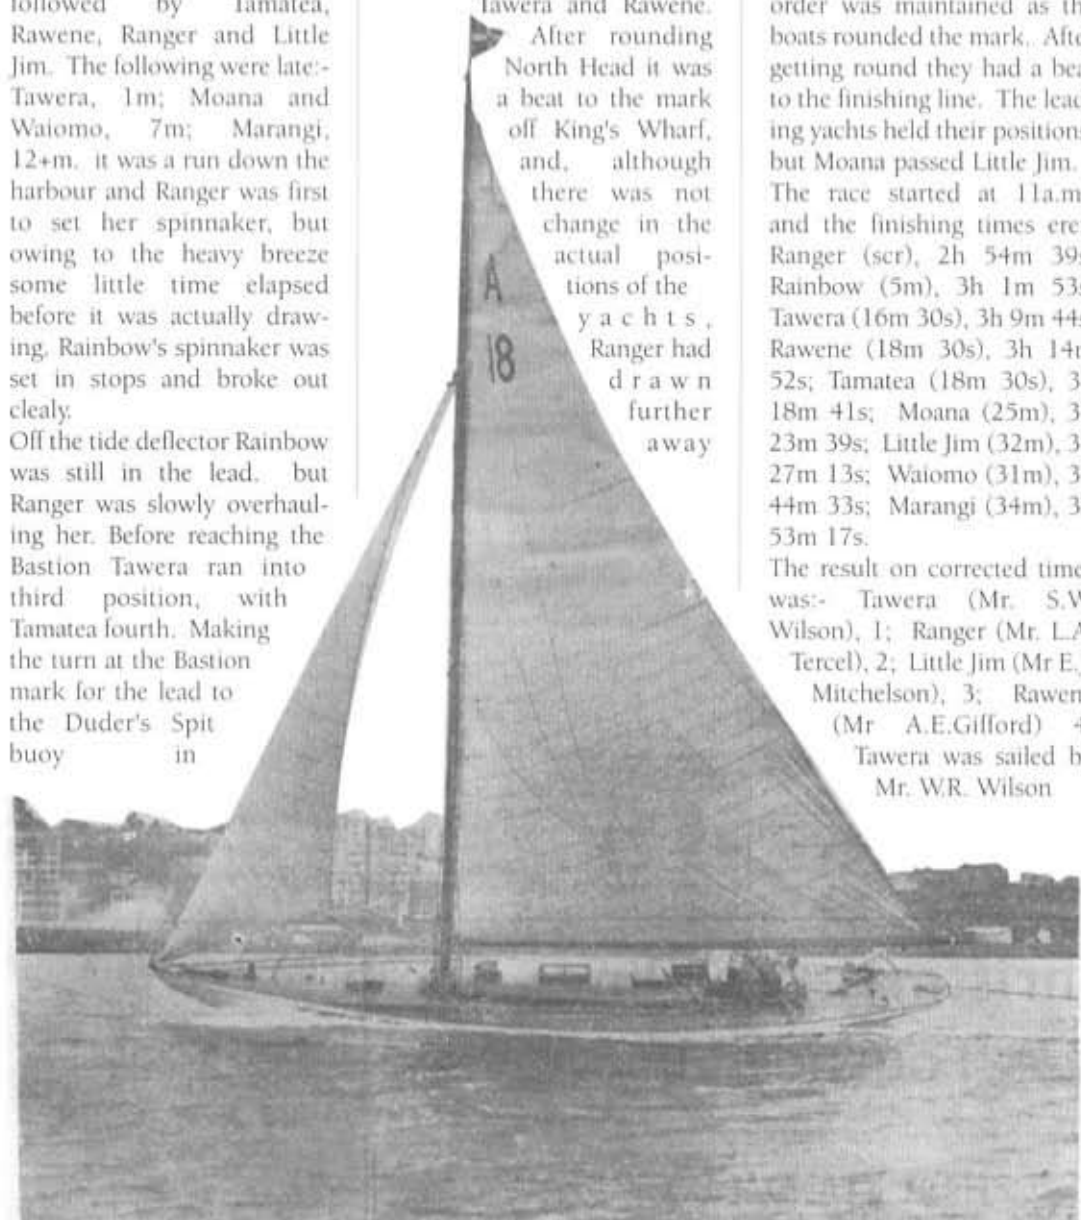 followed by Tamatea,
Rawene, Ranger and Little
Jim. The following were late:-
Tawera, 1m; Moana and
Waiomo, 7m; Marangi,
12+m. it was a run down the
harbour and Ranger was first
to set her spinnaker, but
owing to the heavy breeze
some little time elapsed
before it was actually draw-
ing. Rainbow's spinnaker was
set in stops and broke out
clealy.
Off the tide deflector Rainbow
was still in the lead, but
Ranger was slowly overhaul-
ing her. Before reaching the
Bastion Tawera ran into
third position, with
Tamatea fourth. Making
the turn at the Bastion
mark for the lead to
the Duder's Spit
buoy in
Tawera and Rawene.
After rounding
North Head it was
a beat to the mark
off King's Wharf,
and, although
there was not
change in the
actual posi-
tions of the
yachts,
Ranger had
drawn
further
away
order was maintained as th
boats rounded the mark. Afte
getting round they had a bea
to the finishing line. The lead
ing yachts held their positions
but Moana passed Little Jim.
The race started at 11a.m
and the finishing times ere
Ranger (scr), 2h 54m 39s
Rainbow (5m), 3h 1m 53s
Tawera (16m 30s), 3h 9m 44s
Rawene (18m 30s), 3h 14m
52s; Tamatea (18m 30s), 3
18m 41s; Moana (25m), 3
23m 39s; Little Jim (32m), 3
27m 13s; Waiomo (31m), 3
44m 33s; Marangi (34m), 3
53m 17s.
The result on corrected time
was:- Tawera (Mr. S.W
Wilson), 1; Ranger (Mr. L.A
Tercel), 2; Little Jim (Mr E.
Mitchelson), 3; Rawen
(Mr A.E.Gifford) 4
Tawera was sailed b
Mr. W.R. Wilson
A
18